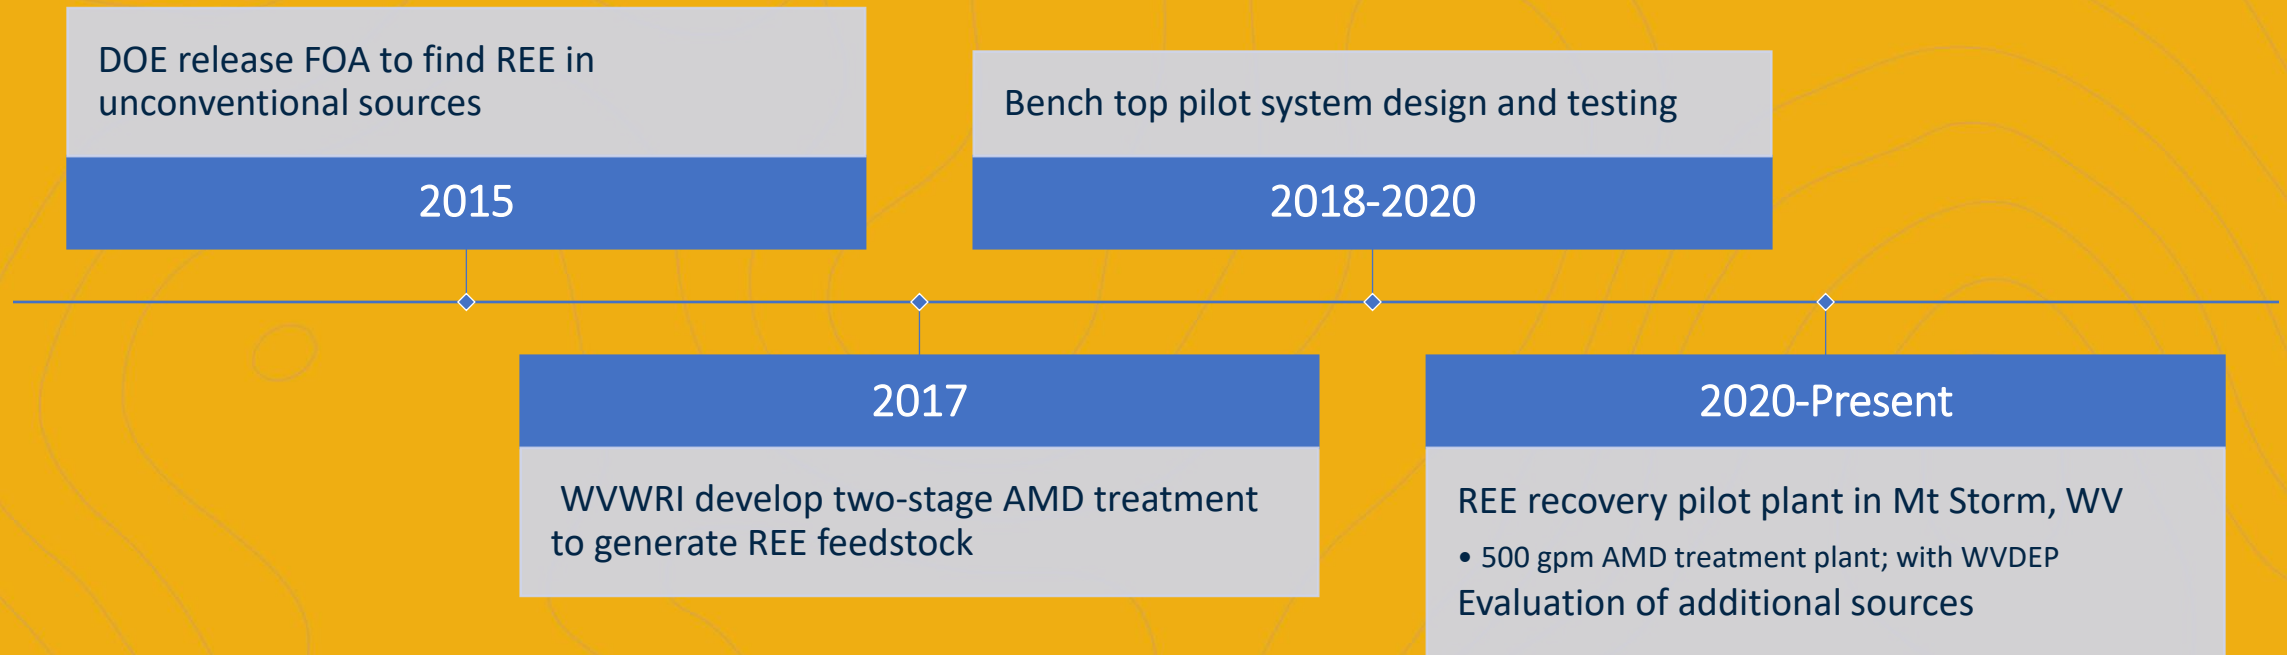 DOE release FOA to find REE in
unconventional sources
2015
2017
WVWRI develop two-stage AMD treatment
to generate REE feedstock
Bench top pilot system design and testing
2018-2020
2020-Present
REE recovery pilot plant in Mt Storm, WV
• 500 gpm AMD treatment plant; with WVDEP
Evaluation of additional sources